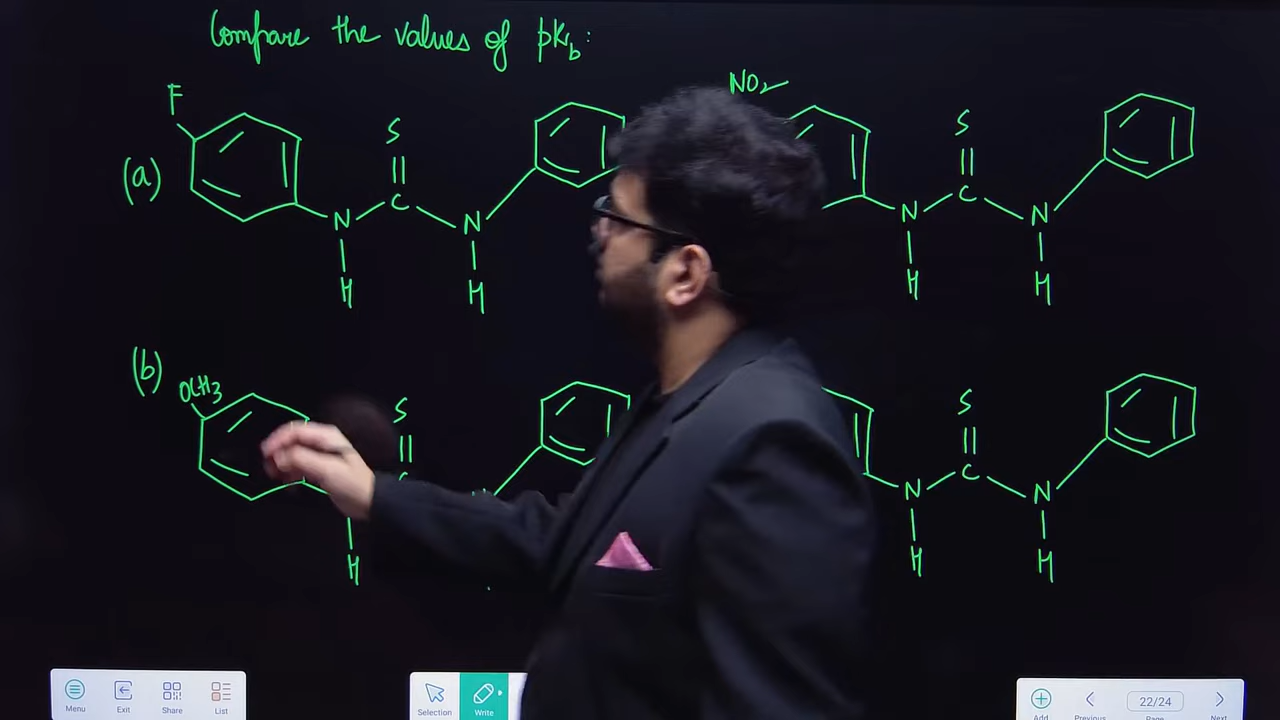 Compare the values of pKb:
F
NO2
(a)
S
S
C
C
N
N
N
N
H
H
H
H
(b)
OCH3
S
S
C
C
N
N
H
H
H
Menu
Exit
Share
List
Selection
Write
Add
Previous
22/24
Page
Next